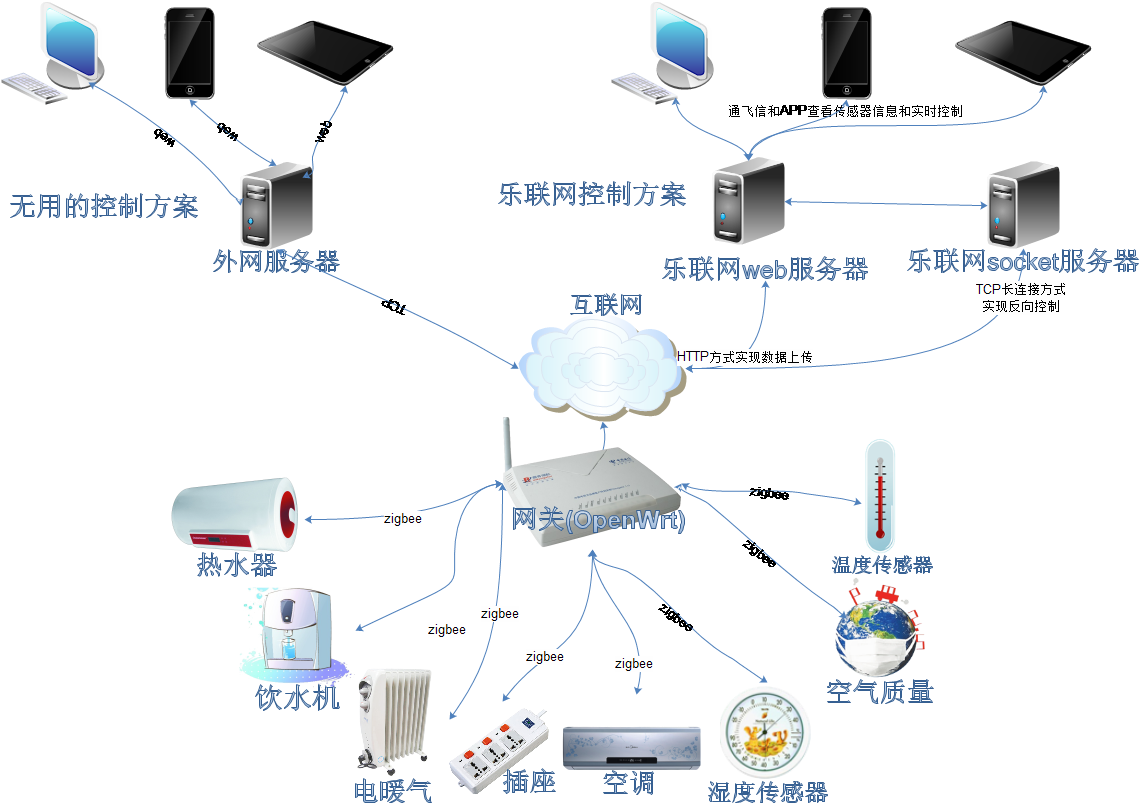 通飞信和APP查看传感器信息和实时控制
web
web
web
无用的控制方案
乐联网控制方案
外网服务器
乐联网web服务器
乐联网socket服务器
TCP长连接方式
实现反向控制
TCP
互联网
HTTP方式实现数据上传
网关(OpenWrt)
zigbee
zigbee
热水器
温度传感器
zigbee
zigbee
zigbee
zigbee
zigbee
zigbee
饮水机
空气质量
电暖气
插座
空调
湿度传感器